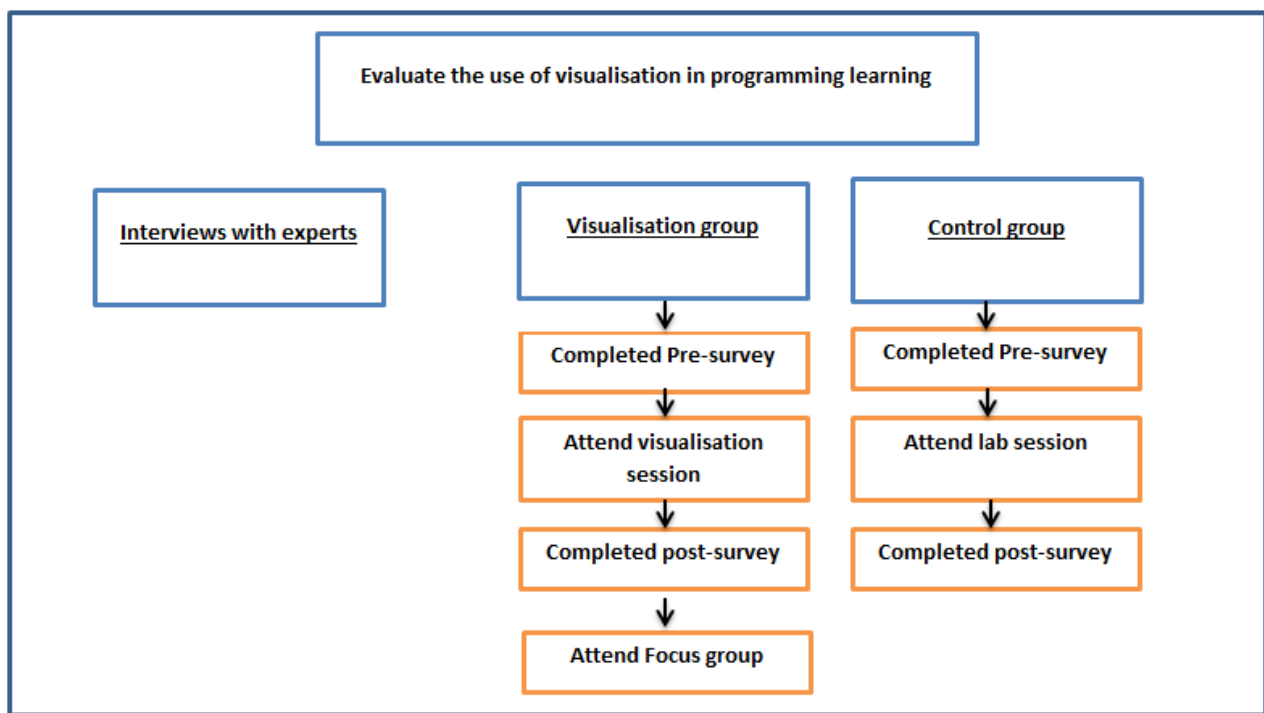 Evaluate the use of visualisation in programming learning
Interviews with experts
Visualisation group
Control group
Completed Pre-survey
Completed Pre-survey
Attend visualisation
session
Attend lab session
Completed post-survey
Completed post-survey
Attend Focus group